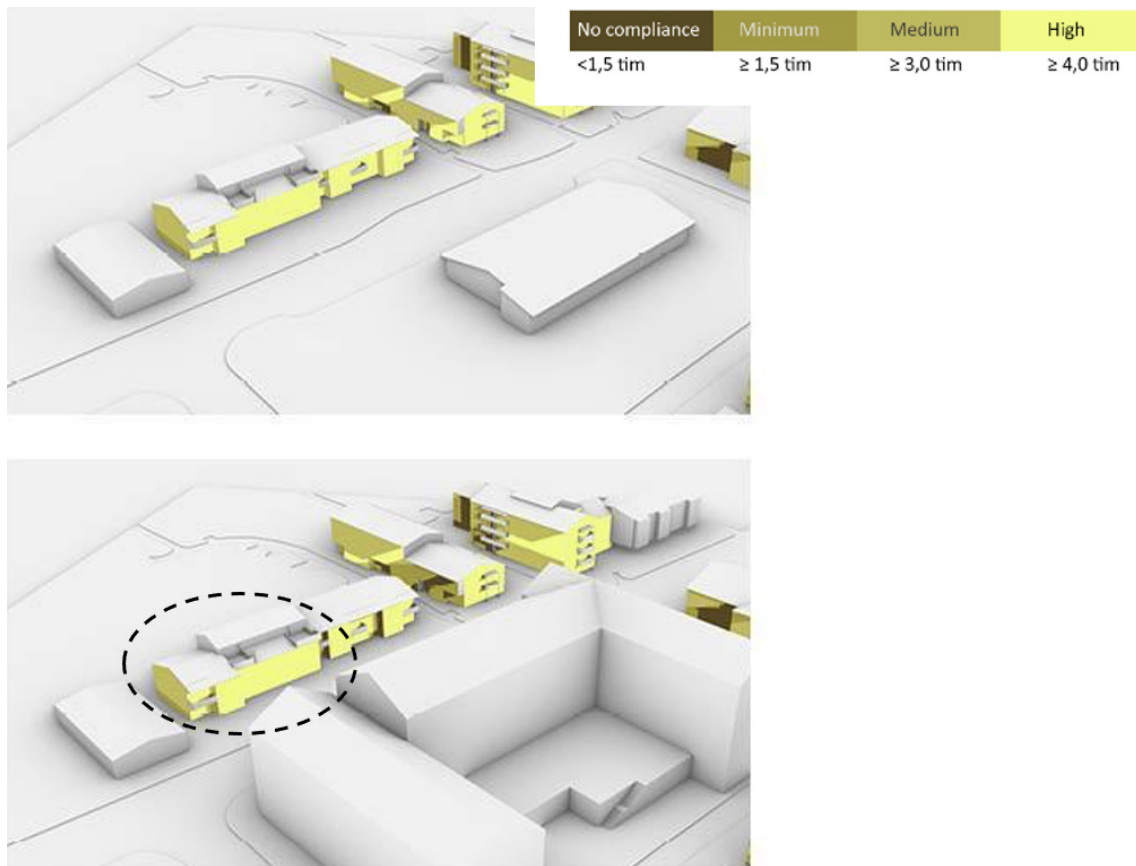 No compliance Minimum Medium High
<1,5 tim ≥ 1,5 tim ≥ 3,0 tim ≥ 4,0 tim